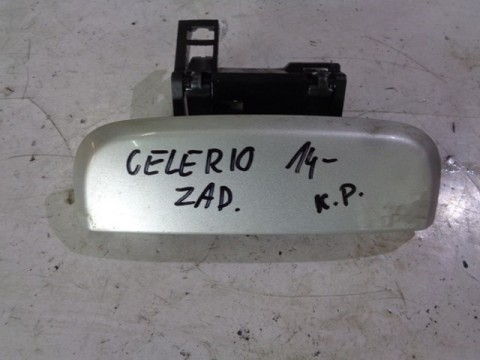 CELERIO 14-
ZAD. K.P.